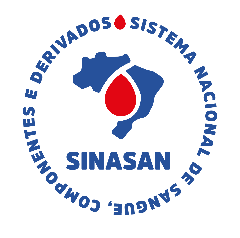 SISTEMA NACIONAL DE SANGUE, COMPONENTES E DERIVADOS
SINASAN